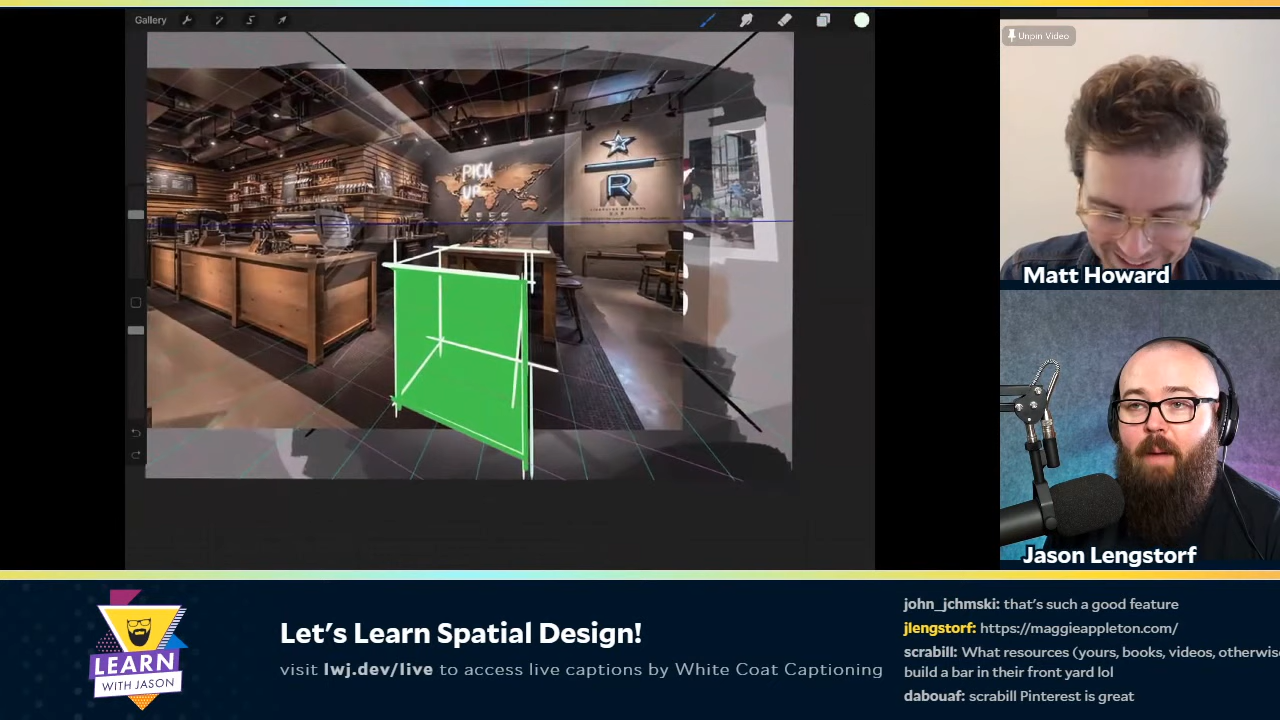 Gallery
Unpin Video
PICK
UP
R
Matt Howard
Jason Lengstorf
LEARN
WITH JASON
Let's Learn Spatial Design!
visit lwj.dev/live to access live captions by White Coat Captioning
john_jchmski: that's such a good feature
jlengstorf: https://maggieappleton.com/
scrabill: What resources (yours, books, videos, otherwise
build a bar in their front yard lol
dabouaf: scrabill Pinterest is great